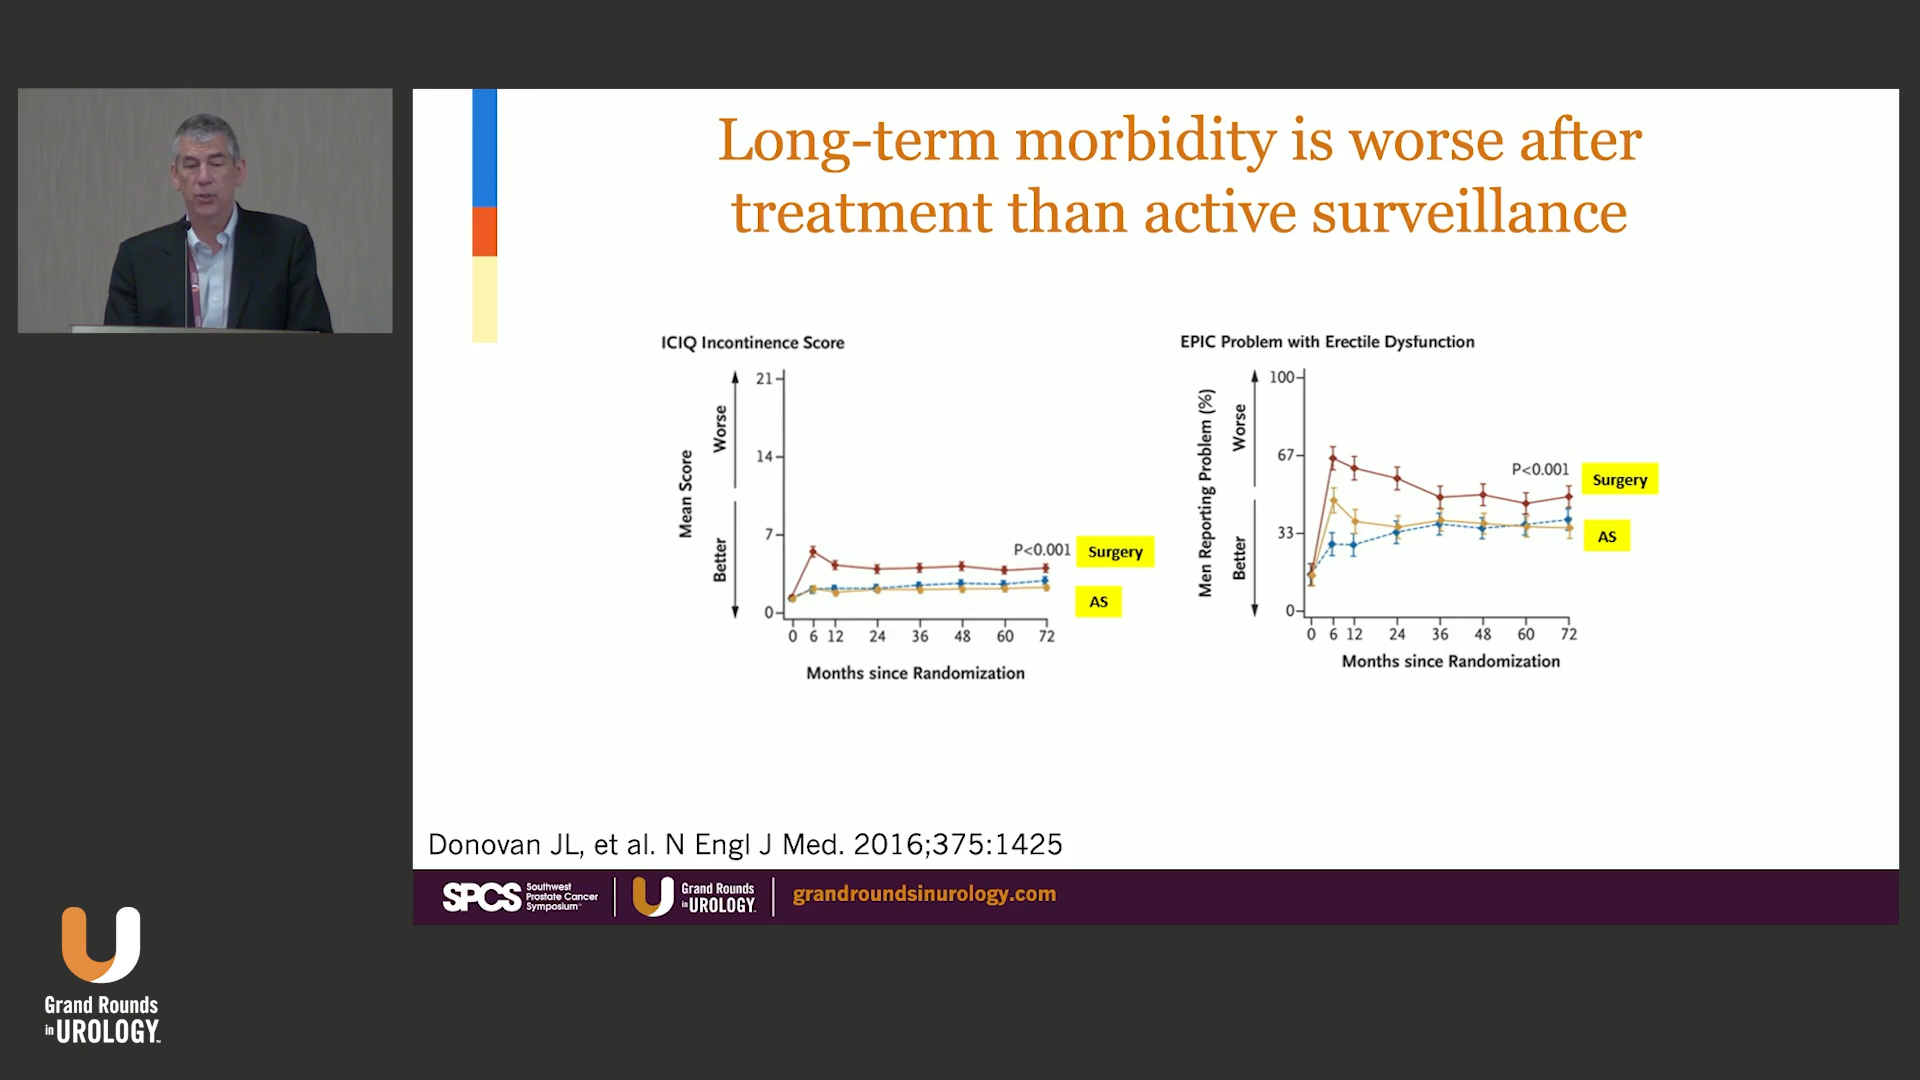 Long-term morbidity is worse after
treatment than active surveillance
ICIQ Incontinence Score
Mean Score
Worse
Better
21
14
7
0
P<0.001
Surgery
AS
0 6 12 24 36 48 60 72
Months since Randomization
EPIC Problem with Erectile Dysfunction
Men Reporting Problem (%)
Worse
Better
100
67
33
0
P<0.001
Surgery
AS
0 6 12 24 36 48 60 72
Months since Randomization
Donovan JL, et al. N Engl J Med. 2016;375:1425
SPCS Southwest
Prostate Cancer
Symposium™
Grand Rounds
in UROLOGY™
grandroundsinurology.com
Grand Rounds
in UROLOGY™